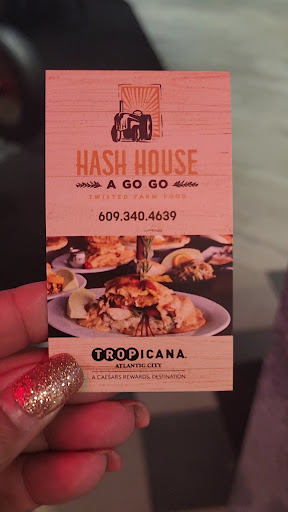 HASH HOUSE
A GO GO
TWISTED FARM FOOD
609.340.4639
TROPICANA
ATLANTIC CITY
A CAESARS REWARDS DESTINATION